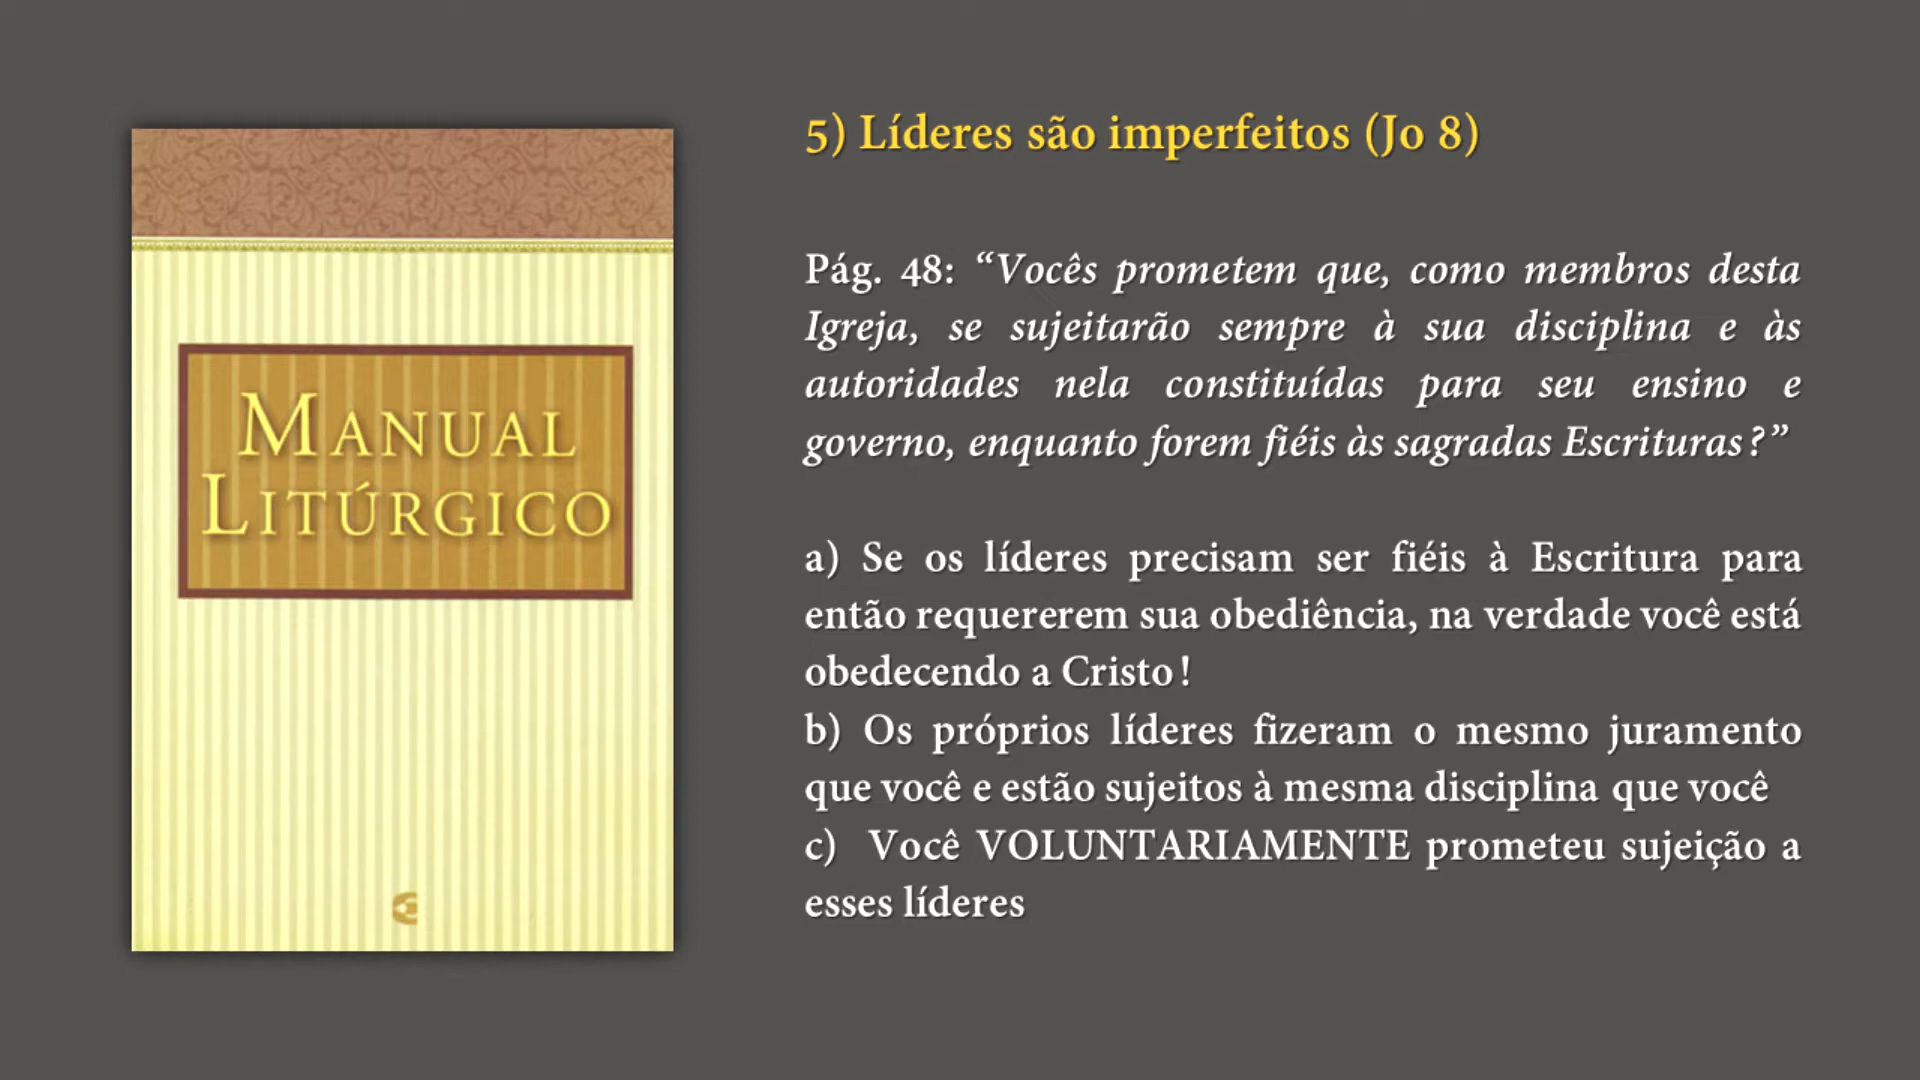 MANUAL
LITÚRGICO
5) Líderes são imperfeitos (Jo 8)
Pág. 48: “Vocês prometem que, como membros desta
Igreja, se sujeitarão sempre à sua disciplina e às
autoridades nela constituídas para seu ensino e
governo, enquanto forem fiéis às sagradas Escrituras?”
a) Se os líderes precisam ser fiéis à Escritura para
então requererem sua obediência, na verdade você está
obedecendo a Cristo!
b) Os próprios líderes fizeram o mesmo juramento
que você e estão sujeitos à mesma disciplina que você
c) Você VOLUNTARIAMENTE prometeu sujeição a
esses líderes